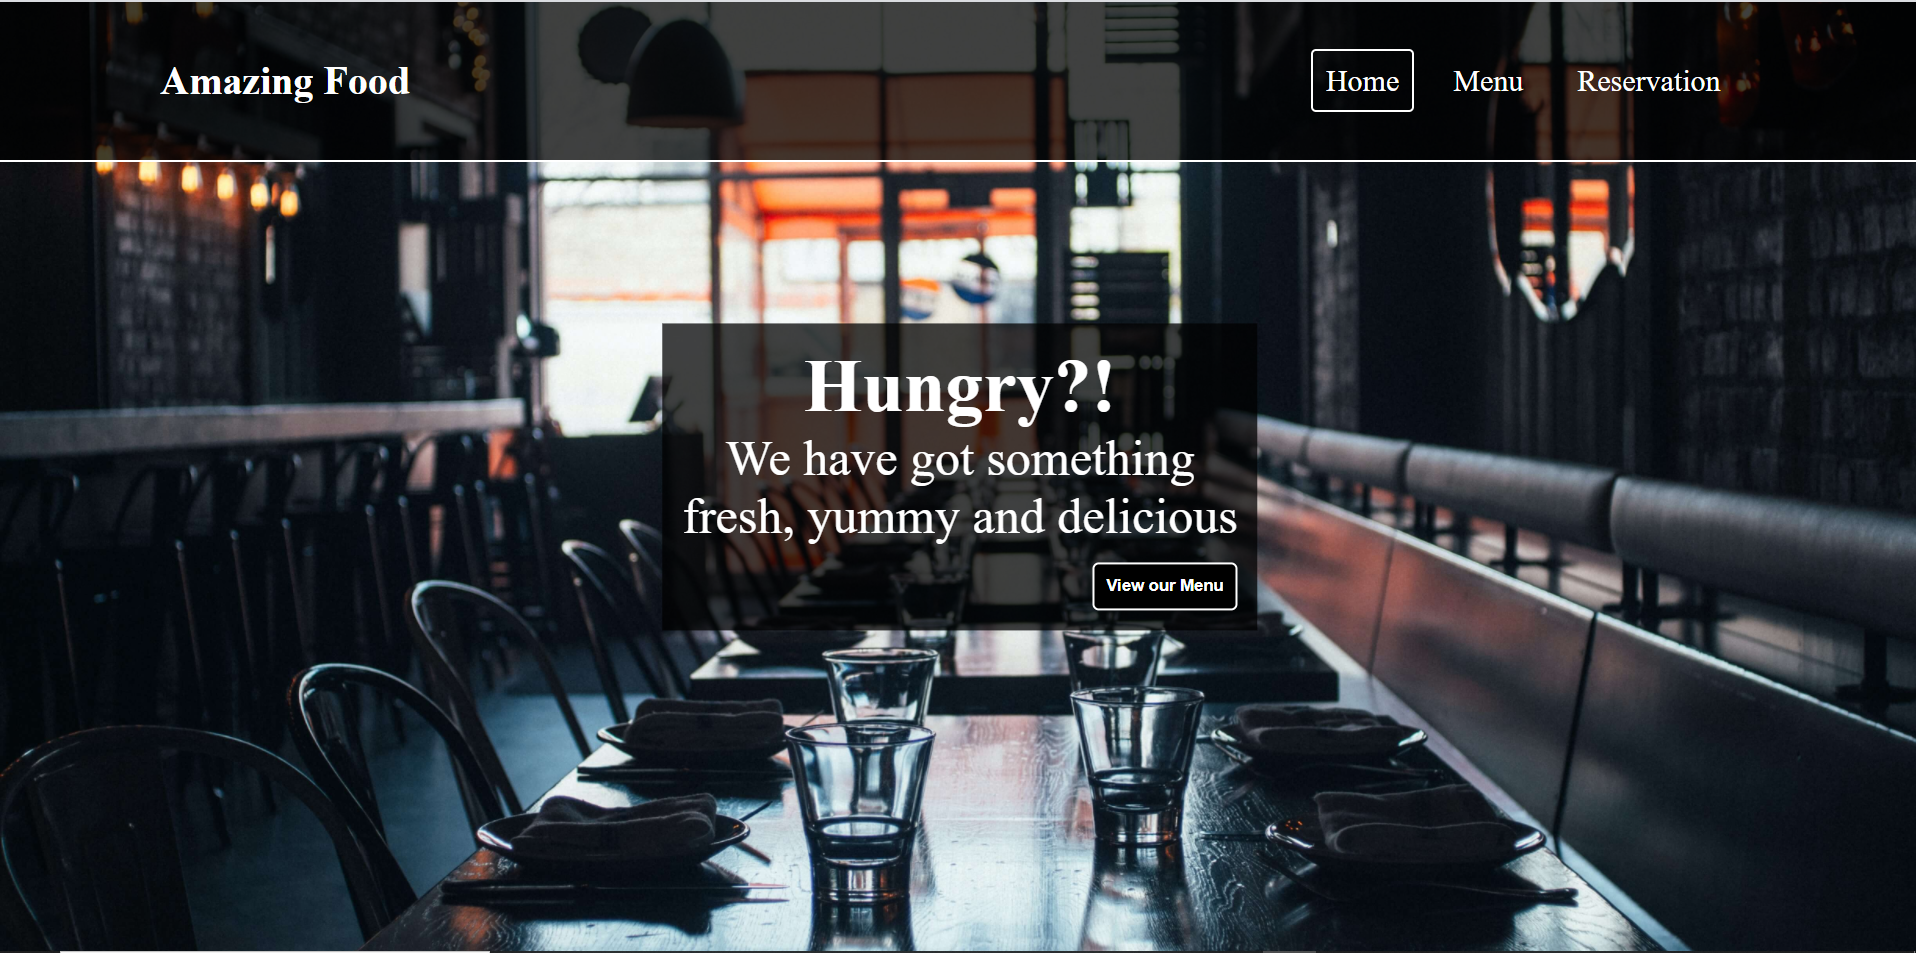 Amazing Food
Home Menu Reservation
Hungry?!
We have got something
fresh, yummy and delicious
View our Menu